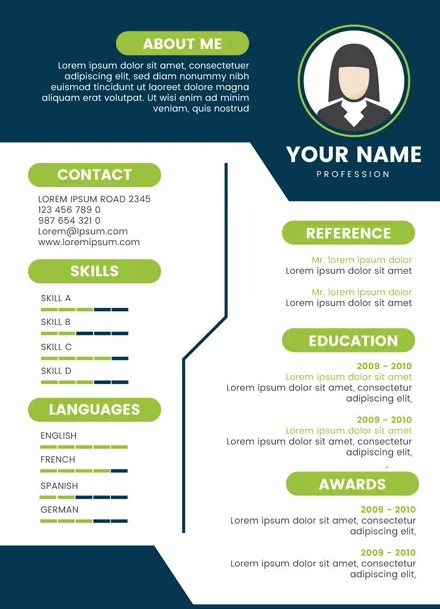 ABOUT ME
Lorem ipsum dolor sit amet, consectetuer
adipiscing elit, sed diam nonummy nibh
euismod tincidunt ut laoreet dolore magna
aliquam erat volutpat. Ut wisi enim ad minim
veniam, quis nostrud
YOUR NAME
PROFESSION
CONTACT
LOREM IPSUM ROAD 2345
123 456 789 0
987 654 321 0
Lorem@Ipsum.com
www.loremipsum.com
SKILLS
SKILL A
SKILL B
SKILL C
SKILL D
LANGUAGES
ENGLISH
FRENCH
SPANISH
GERMAN
REFERENCE
Mr. lorem ipsum dolor
Lorem ipsum dolor sit amet
Mr. lorem ipsum dolor
Lorem ipsum dolor sit amet
EDUCATION
2009 - 2010
Lorem ipsum dolor sit amet
Lorem ipsum dolor sit amet, consectetur
adipiscing elit,
2009 - 2010
Lorem ipsum dolor sit amet
Lorem ipsum dolor sit amet, consectetur
adipiscing elit,
AWARDS
2009 - 2010
Lorem ipsum dolor sit amet, consectetur
adipiscing elit,
2009 - 2010
Lorem ipsum dolor sit amet, consectetur
adipiscing elit,